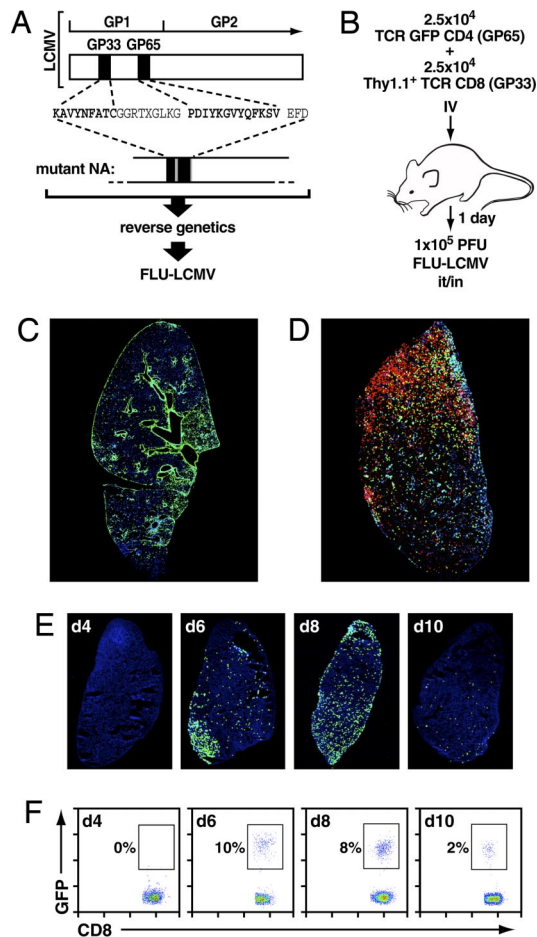 A
LCMV
GP1 GP2
GP33 GP65
KAVYNFATCGGRTXGLKG PDIYKGVYQFKSV EFD
mutant NA:
reverse genetics
FLU-LCMV
B
2.5x10⁴
TCR GFP CD4 (GP65)
+
2.5x10⁴
Thy1.1⁺ TCR CD8 (GP33)
IV
1 day
1x10⁵ PFU
FLU-LCMV
it/in
C
D
E
d4 d6 d8 d10
F
d4 d6 d8 d10
0% 10% 8% 2%
GFP
CD8